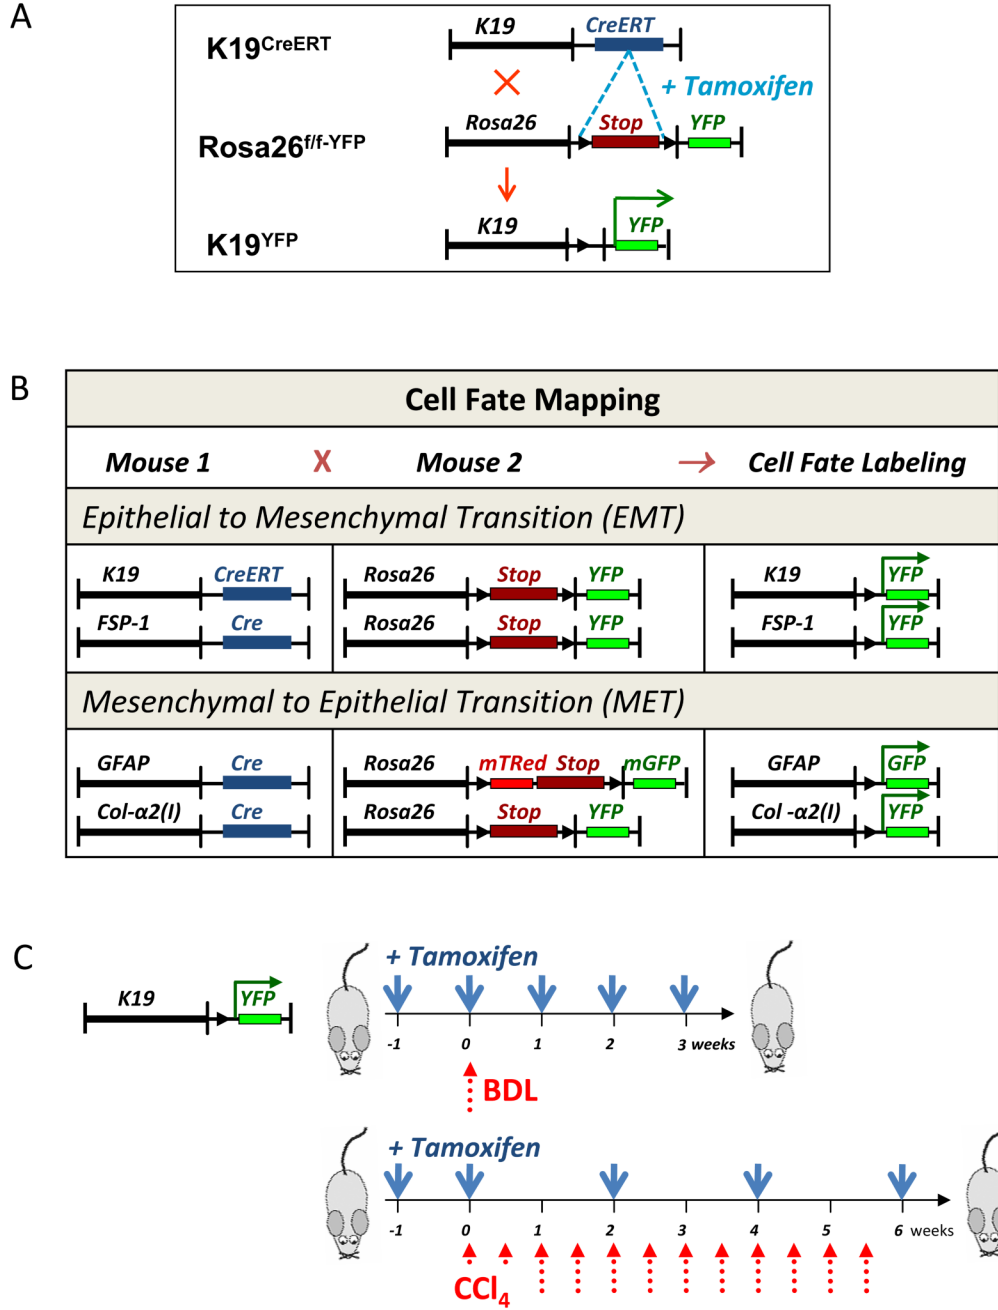 A
K19CreERT
K19
CreERT
+ Tamoxifen
Rosa26f/f-YFP
Rosa26
Stop
YFP
K19YFP
K19
YFP
B
Cell Fate Mapping
Mouse 1 X Mouse 2 → Cell Fate Labeling
Epithelial to Mesenchymal Transition (EMT)
K19 CreERT Rosa26 Stop YFP K19 YFP
FSP-1 Cre Rosa26 Stop YFP FSP-1 YFP
Mesenchymal to Epithelial Transition (MET)
GFAP Cre Rosa26 mTRed Stop mGFP GFAP GFP
Col-α2(I) Cre Rosa26 Stop YFP Col -α2(I) YFP
C
K19 YFP
+ Tamoxifen
-1 0 1 2 3 weeks
BDL
+ Tamoxifen
-1 0 1 2 3 4 5 6 weeks
CCl4